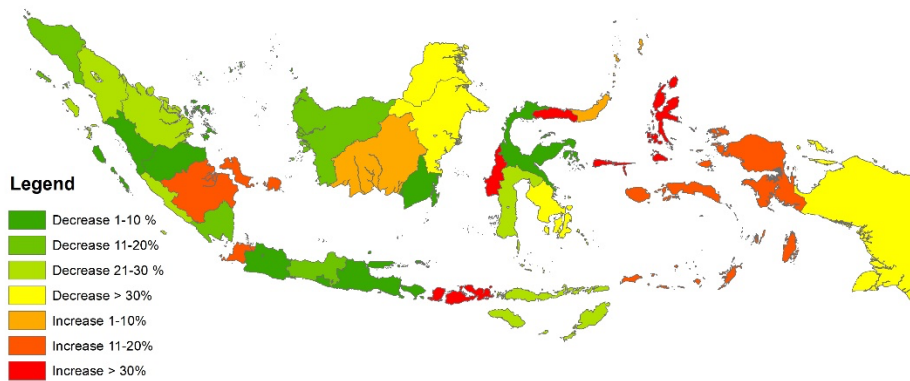 Legend
Decrease 1-10 %
Decrease 11-20%
Decrease 21-30 %
Decrease > 30%
Increase 1-10%
Increase 11-20%
Increase > 30%